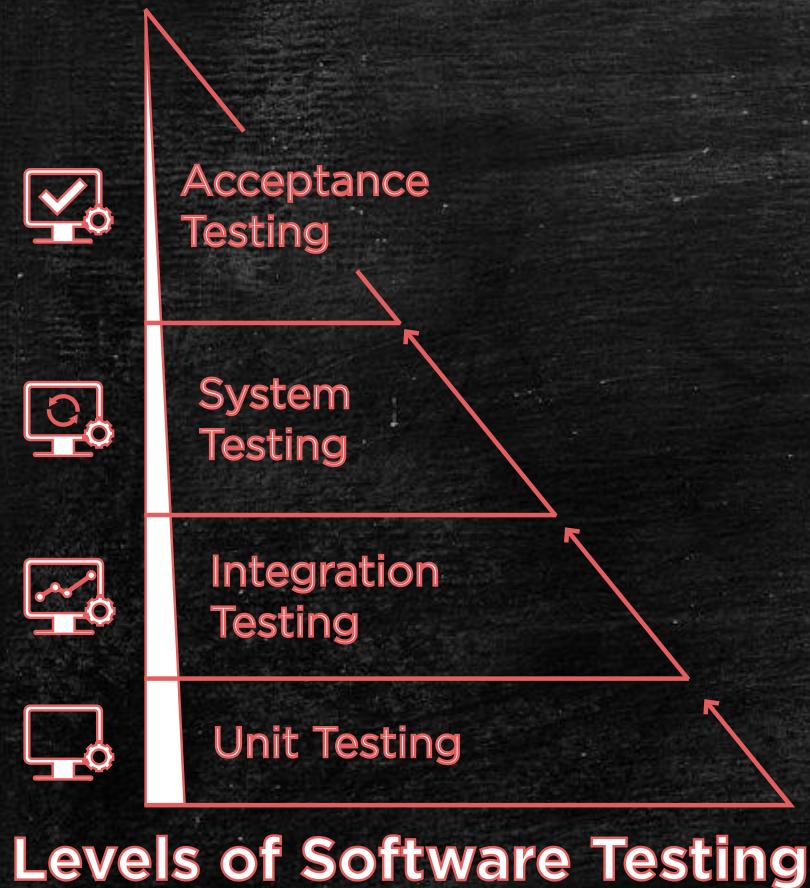 Acceptance
Testing
System
Testing
Integration
Testing
Unit Testing
Levels of Software Testing